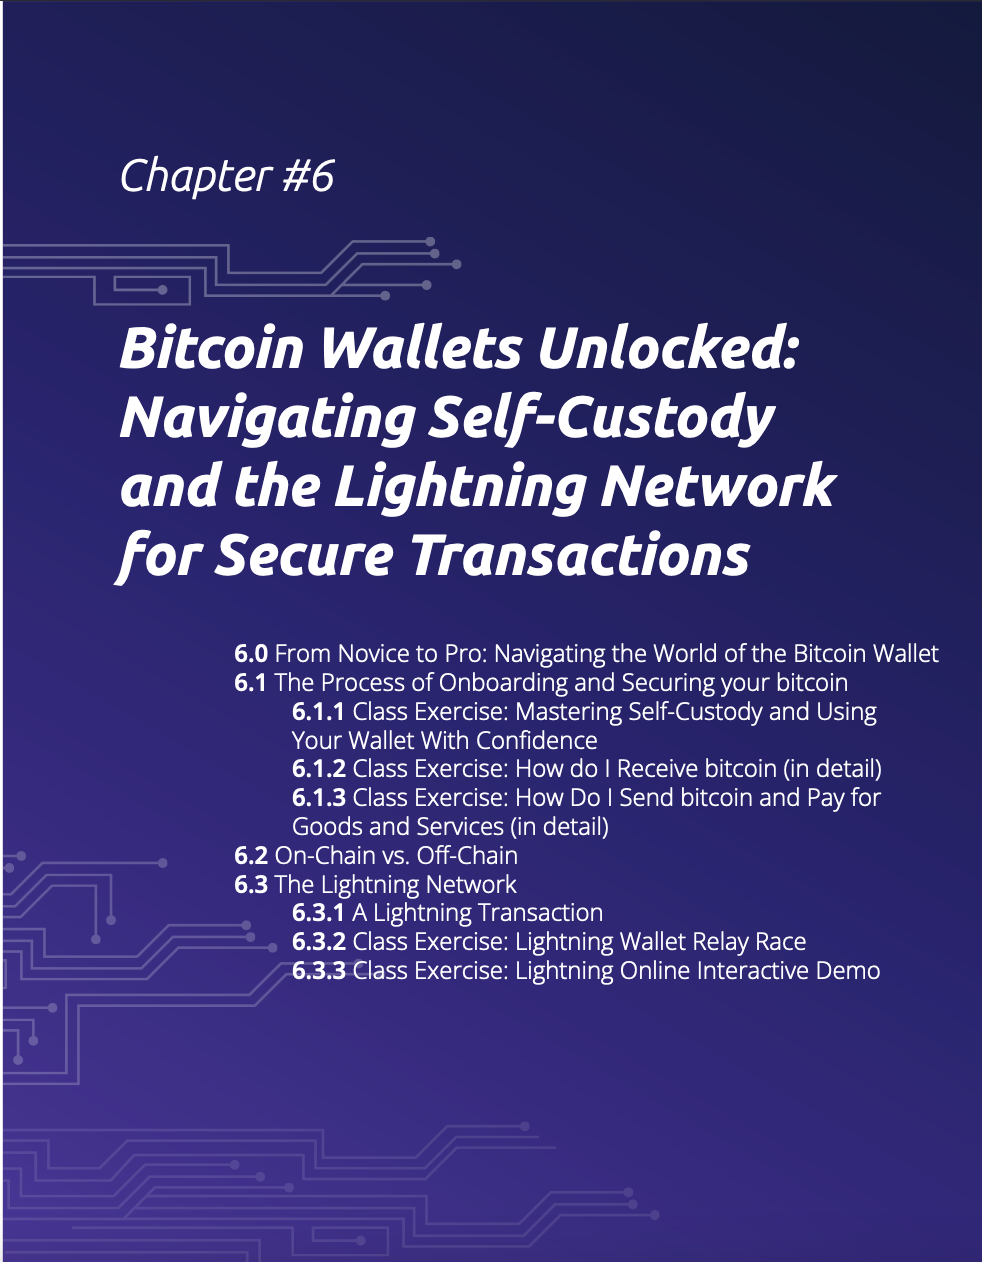 Chapter #6
Bitcoin Wallets Unlocked:
Navigating Self-Custody
and the Lightning Network
for Secure Transactions
6.0 From Novice to Pro: Navigating the World of the Bitcoin Wallet
6.1 The Process of Onboarding and Securing your bitcoin
6.1.1 Class Exercise: Mastering Self-Custody and Using
Your Wallet With Confidence
6.1.2 Class Exercise: How do I Receive bitcoin (in detail)
6.1.3 Class Exercise: How Do I Send bitcoin and Pay for
Goods and Services (in detail)
6.2 On-Chain vs. Off-Chain
6.3 The Lightning Network
6.3.1 A Lightning Transaction
6.3.2 Class Exercise: Lightning Wallet Relay Race
6.3.3 Class Exercise: Lightning Online Interactive Demo